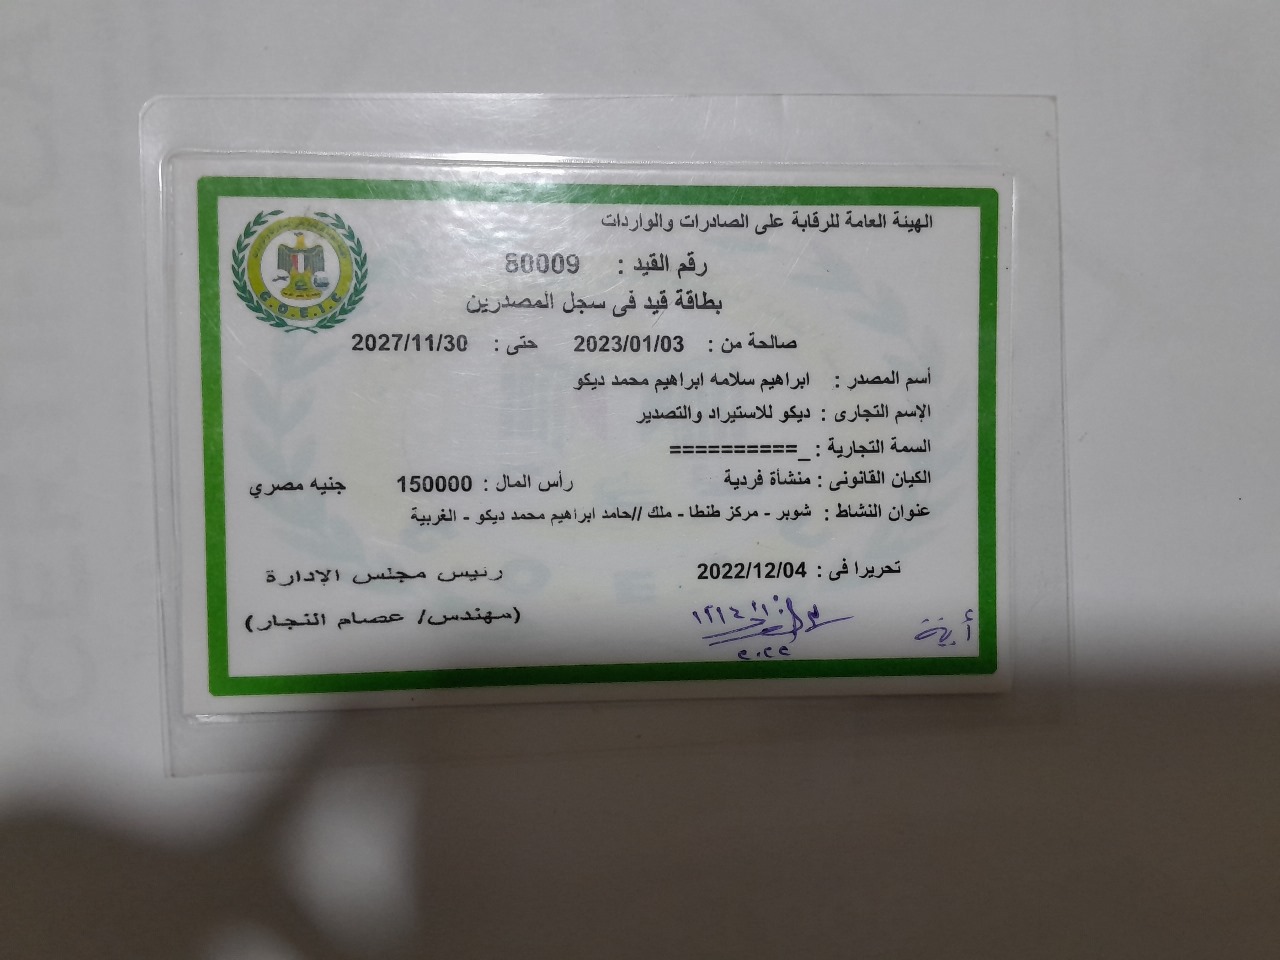 الهيئة العامة للرقابة على الصادرات والواردات
رقم القيد : 80009
بطاقة قيد فى سجل المصدرين
صالحة من : 2023/01/03 حتى : 2027/11/30
أسم المصدر : ابراهيم سلامه ابراهيم محمد ديكو
الإسم التجارى : ديكو للاستيراد والتصدير
السمة التجارية : _==========
الكيان القانونى : منشأة فردية رأس المال : 150000 جنيه مصري
عنوان النشاط : شوبر - مركز طنطا - ملك //حامد ابراهيم محمد ديكو - الغربية
تحريرا فى : 2022/12/04
رئيس مجلس الإدارة
(مهندس/ عصام النجار)
G.O.E.I.C